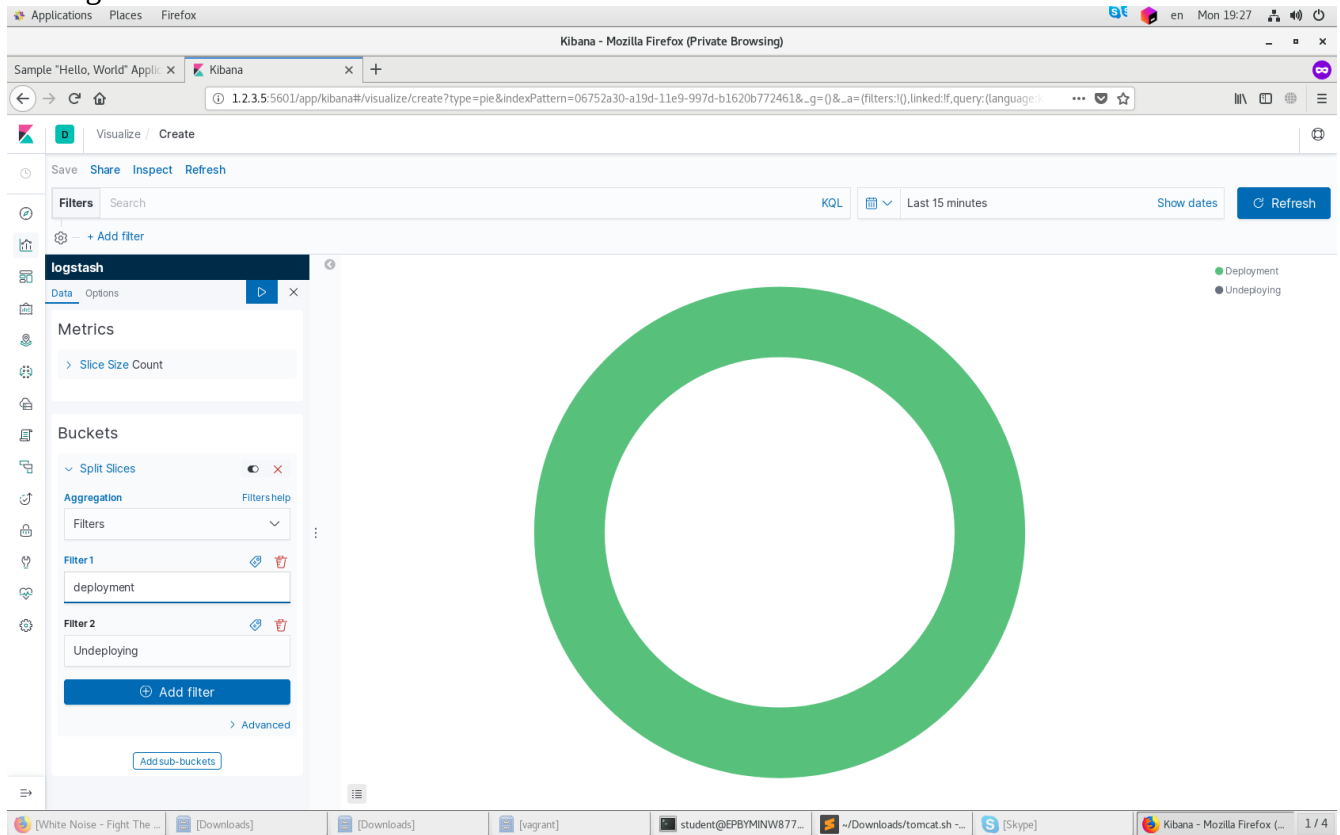 Applications Places Firefox en Mon 19:27
Kibana - Mozilla Firefox (Private Browsing)
Sample "Hello, World" Applic Kibana
1.2.3.5:5601/app/kibana#/visualize/create?type=pie&indexPattern=06752a30-a19d-11e9-997d-b1620b772461&_g=()&_a=(filters:!(),linked:!f,query:(language:k
D Visualize / Create
Save Share Inspect Refresh
Filters Search KQL Last 15 minutes Show dates Refresh
+ Add filter
logstash
Data Options
Metrics
Slice Size Count
Buckets
Split Slices
Aggregation Filters help
Filters
Filter 1
deployment
Filter 2
Undeploying
Add filter
Advanced
Add sub-buckets
Deployment
Undeploying
[White Noise - Fight The ... [Downloads] [Downloads] [vagrant] student@EPBYMINW877... ~/Downloads/tomcat.sh -... [Skype] Kibana - Mozilla Firefox (... 1 / 4